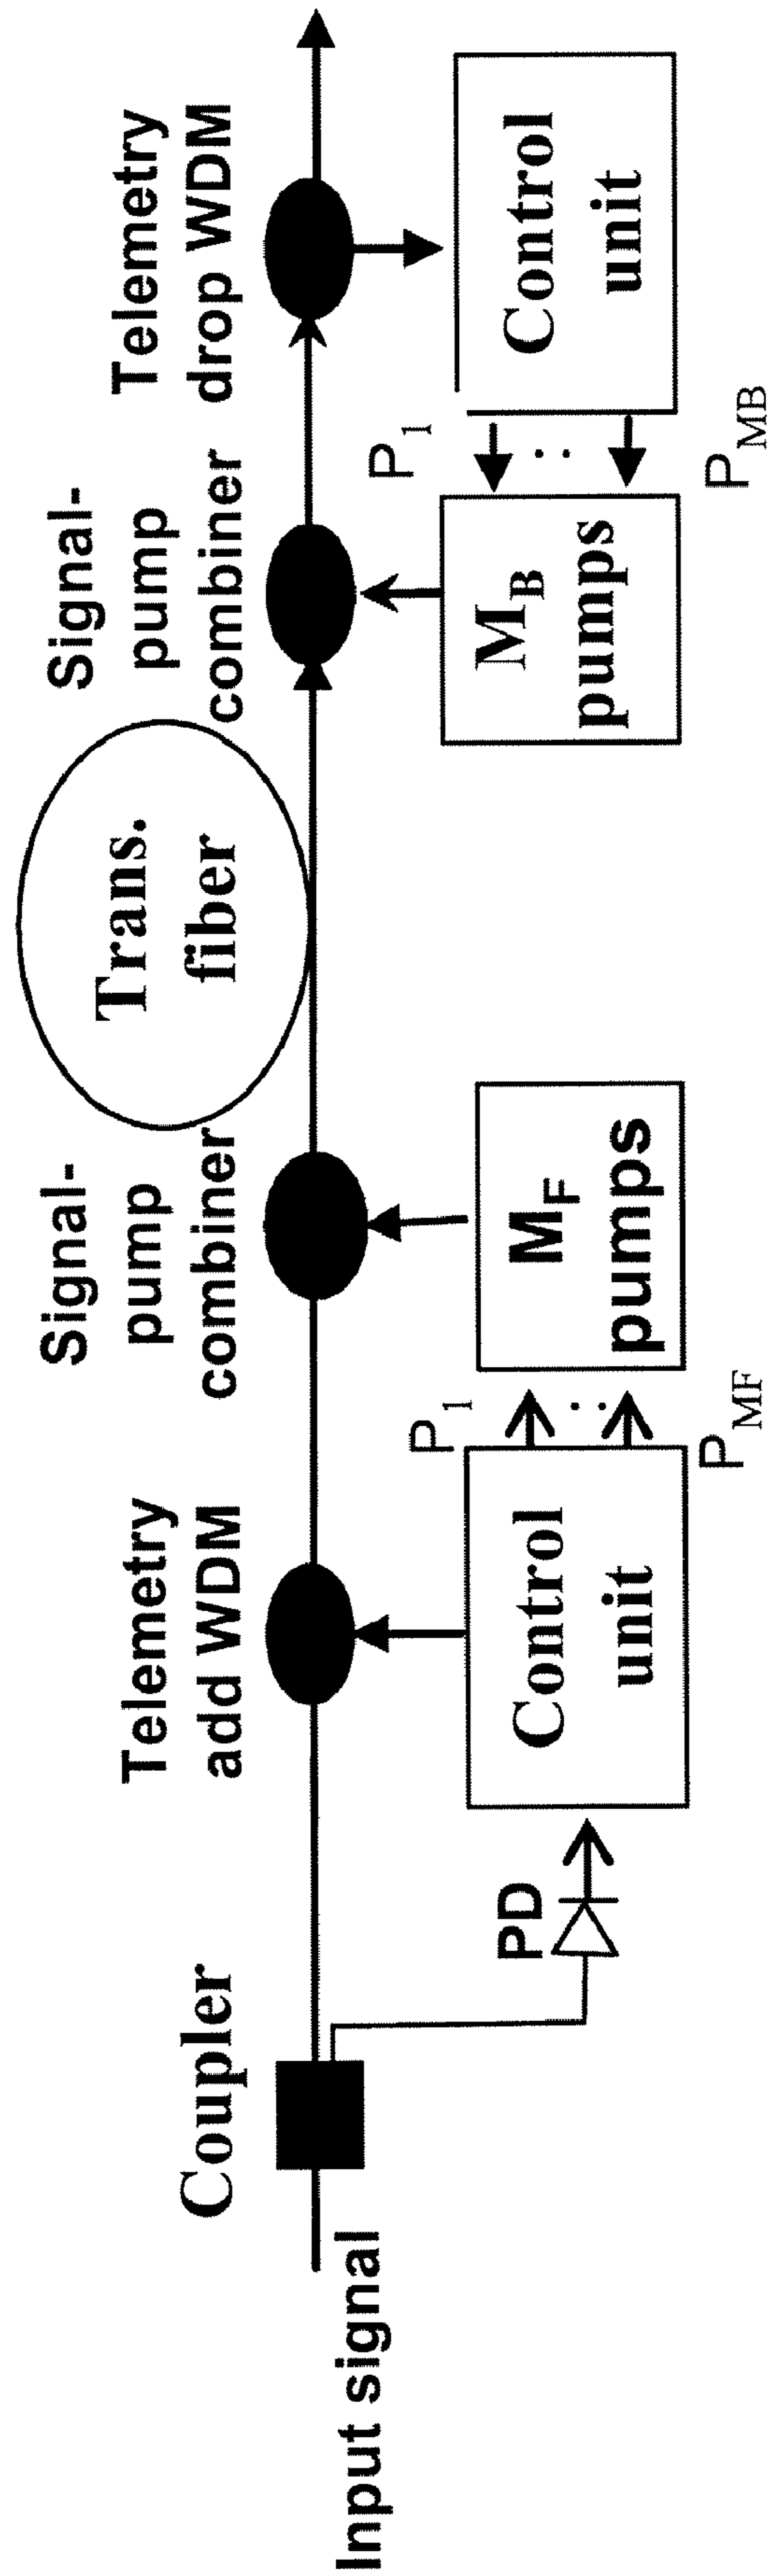 Input signal
Coupler
PD
Telemetry
add WDM
Control
unit
P1
PMF
Signal-
pump
combiner
MF
pumps
Trans.
fiber
Signal-
pump
combiner
MB
pumps
P1
PMB
Telemetry
drop WDM
Control
unit